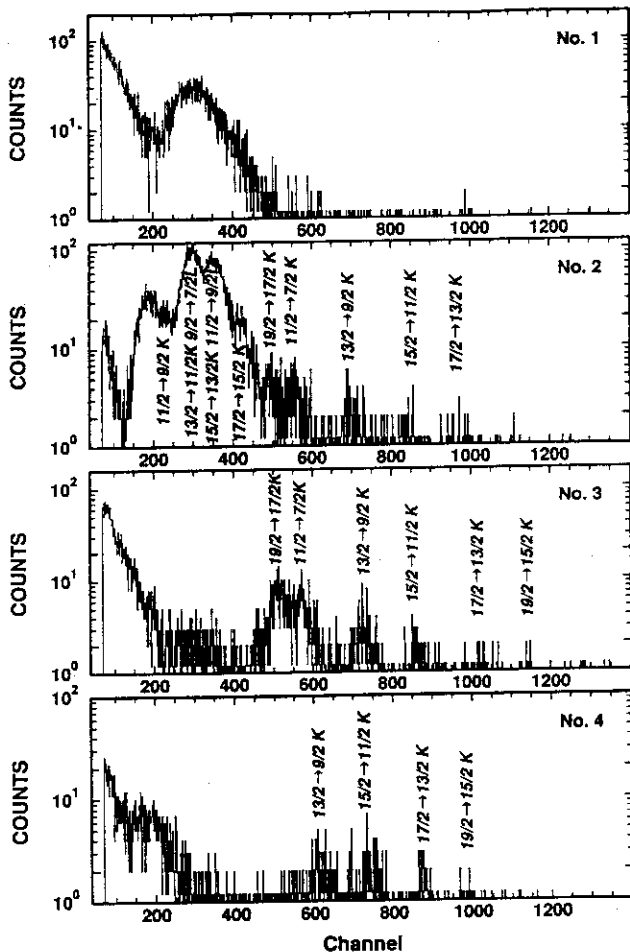 COUNTS
10²
10¹
10⁰
No. 1
200 400 600 800 1000 1200
COUNTS
10²
10¹
10⁰
No. 2
11/2→9/2 K
13/2→11/2K 9/2→7/2L
15/2→13/2K 11/2→9/2L
17/2→15/2 K
19/2→17/2 K
11/2→7/2 K
13/2→9/2 K
15/2→11/2 K
17/2→13/2 K
200 400 600 800 1000 1200
COUNTS
10²
10¹
10⁰
No. 3
19/2→17/2K
11/2→7/2K
13/2→9/2 K
15/2→11/2 K
17/2→13/2 K
19/2→15/2 K
200 400 600 800 1000 1200
COUNTS
10²
10¹
10⁰
No. 4
13/2→9/2 K
15/2→11/2 K
17/2→13/2 K
19/2→15/2 K
200 400 600 800 1000 1200
Channel